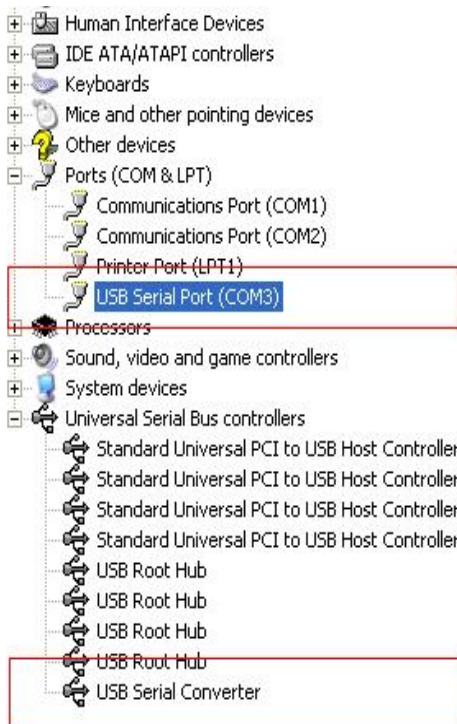 Human Interface Devices
IDE ATA/ATAPI controllers
Keyboards
Mice and other pointing devices
Other devices
Ports (COM & LPT)
Communications Port (COM1)
Communications Port (COM2)
Printer Port (LPT1)
USB Serial Port (COM3)
Processors
Sound, video and game controllers
System devices
Universal Serial Bus controllers
Standard Universal PCI to USB Host Controller
Standard Universal PCI to USB Host Controller
Standard Universal PCI to USB Host Controller
Standard Universal PCI to USB Host Controller
USB Root Hub
USB Root Hub
USB Root Hub
USB Root Hub
USB Serial Converter